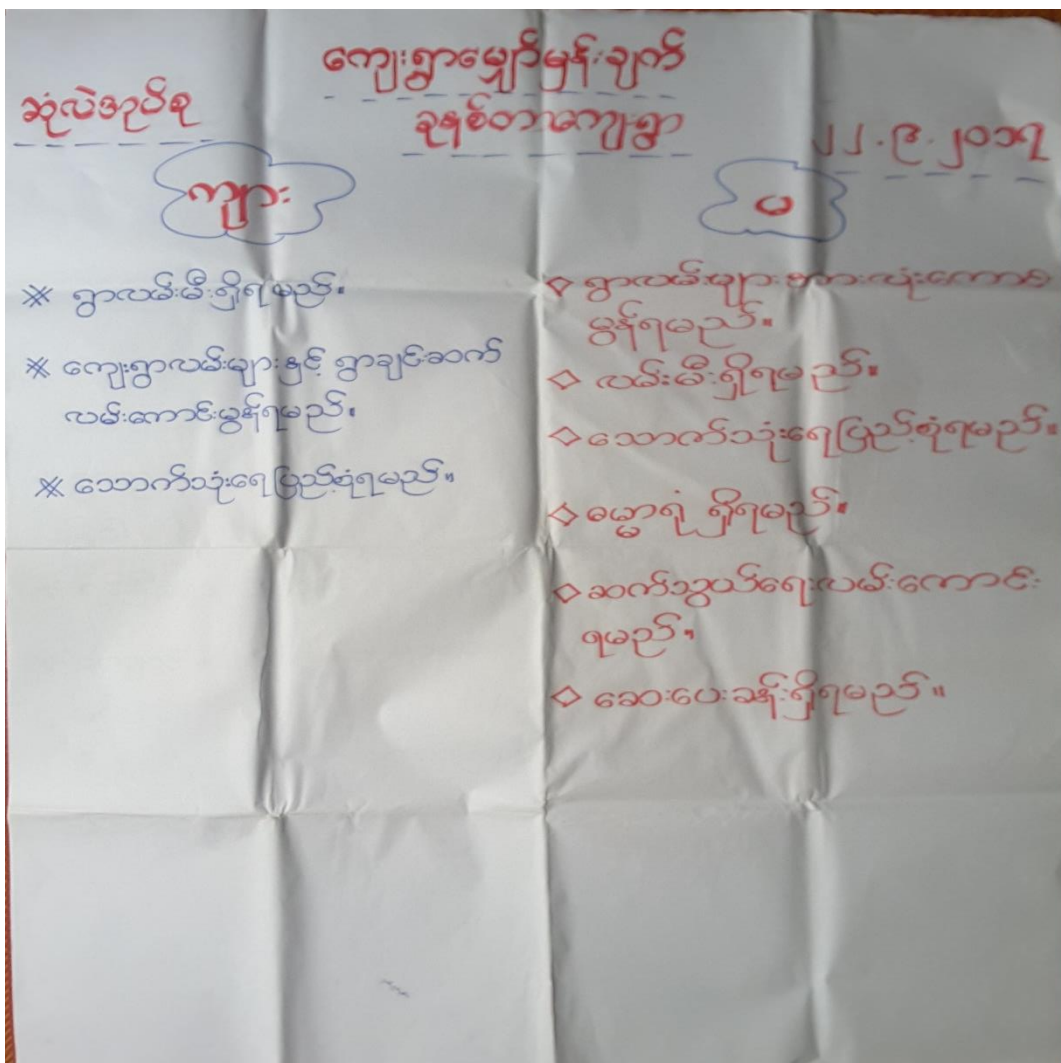 ကျေးရွာမျှော်မှန်းချက်
ဆုံလဲအုပ်စု
ခုနှစ်တာကျေးရွာ
၂၂.၉.၂၀၁၇
ကျား
မ
※ ရွာလမ်းမီးရှိရမည်။
※ ကျေးရွာလမ်းများနှင့် ရွာချင်းဆက်
လမ်းကောင်းမွန်ရမည်။
※ သောက်သုံးရေပြည့်စုံရမည်။
◇ ရွာလမ်းများအားလုံးကောင်း
မွန်ရမည်။
◇ လမ်းမီးရှိရမည်။
◇ သောက်သုံးရေပြည့်စုံရမည်။
◇ ဓမ္မာရုံ ရှိရမည်။
◇ ဆက်သွယ်ရေးလမ်းကောင်း
ရမည်။
◇ ဆေးပေးခန်းရှိရမည်။